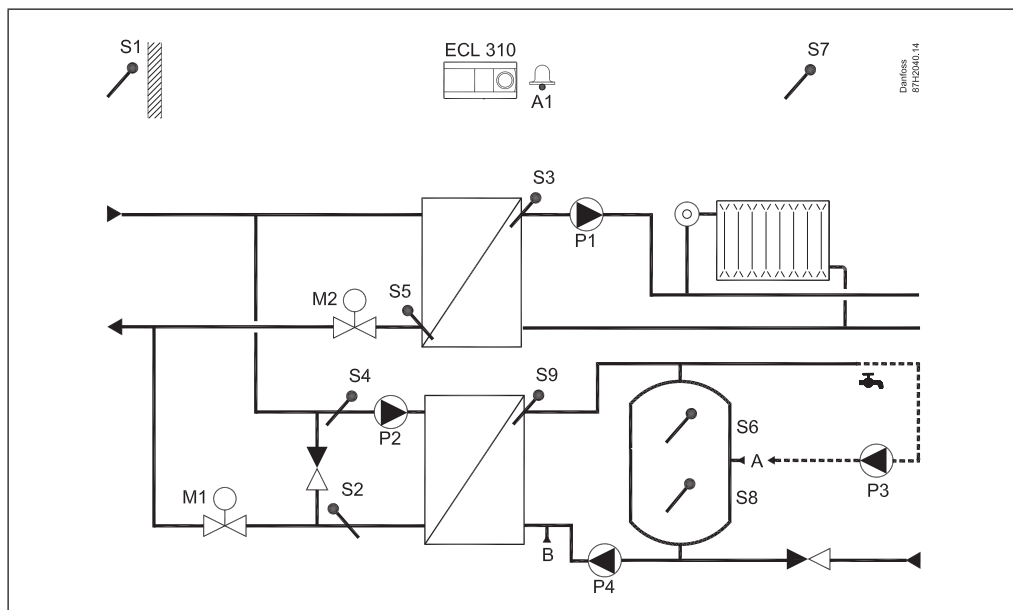 S1
ECL 310
A1
S7
Danfoss
87H2040.14
S3
P1
M2
S5
S4
P2
S9
S6
A
P3
S8
M1
S2
B
P4